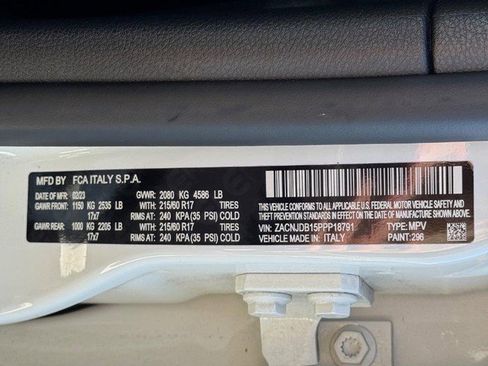 MFD BY FCA ITALY S.P.A.
DATE OF MFR 02/23 GVWR: 2080 KG 4586 LB
GAWR FRONT: 1150 KG 2535 LB WITH: 215/60 R17 TIRES
17x7 RIMS AT: 240 KPA (35 PSI) COLD
GAWR REAR: 1000 KG 2205 LB WITH: 215/60 R17 TIRES
17x7 RIMS AT: 240 KPA (35 PSI) COLD
THIS VEHICLE CONFORMS TO ALL APPLICABLE
U.S. FEDERAL MOTOR VEHICLE SAFETY,
BUMPER, AND THEFT PREVENTION STANDARDS
IN EFFECT ON THE DATE OF MANUFACTURE
SHOWN ABOVE.
VIN: ZACNJDB15PPP18791 TYPE: MPV
VEHICLE MADE IN: ITALY PAINT: 296